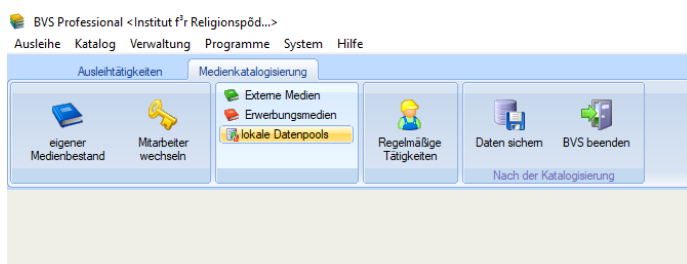 BVS Professional <Institut f³r Religionspõd...>
Ausleihe Katalog Verwaltung Programme System Hilfe
Ausleihtätigkeiten Medienkatalogisierung
eigener Medienbestand
Mitarbeiter wechseln
Externe Medien
Erwerbungsmedien
lokale Datenpools
Regelmäßige Tätigkeiten
Daten sichern
BVS beenden
Nach der Katalogisierung